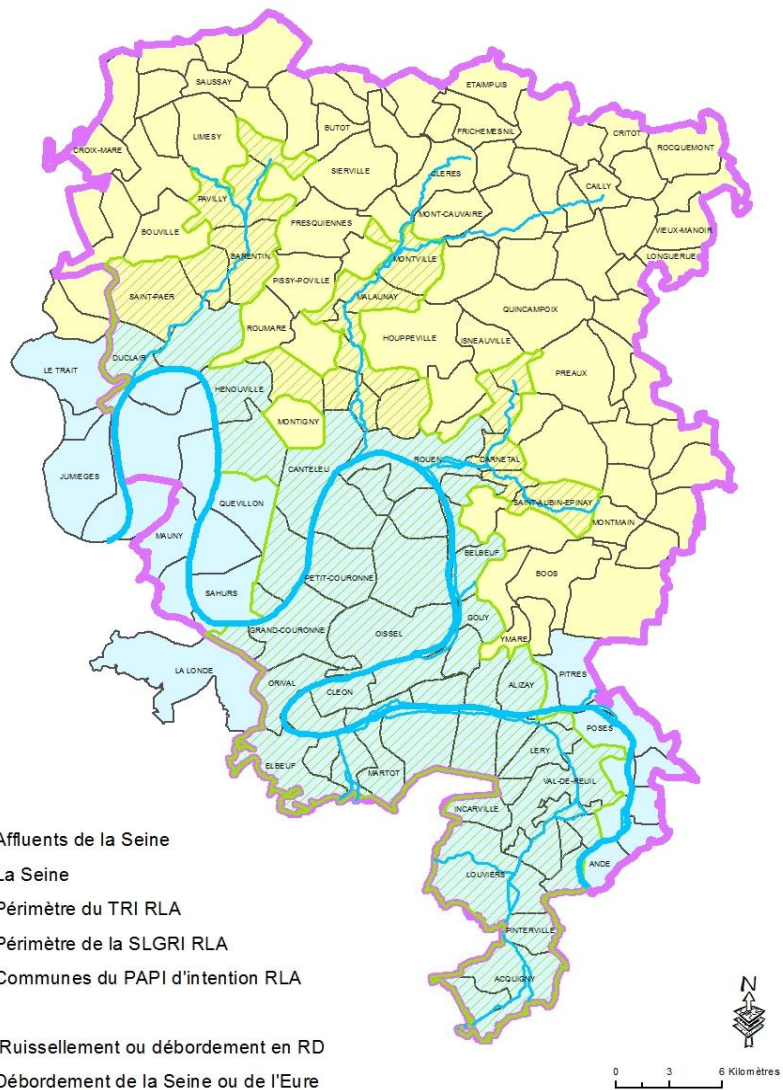 SAUSSAY
ETAIMPUIS
LIMESY
BUTOT
FRICHEMESNIL
CRITOT
CROIX-MARE
ROCQUEMONT
SIERVILLE
CLERES
PAVILLY
CAILLY
MONT-CAUVAIRE
BOUVILLE
FRESQUIENNES
VIEUX-MANOIR
BARENTIN
MONTVILLE
LONGUERUE
PISSY-POVILLE
SAINT-PAER
MALAUNAY
QUINCAMPOIX
ROUMARE
HOUPPEVILLE
ISNEAUVILLE
DUCLAIR
LE TRAIT
PREAUX
HENOUVILLE
MONTIGNY
ROUEN
DARNETAL
CANTELEU
JUMIEGES
QUEVILLON
SAINT-AUBIN-EPINAY
MONTMAIN
MAUNY
BELBEUF
BOOS
PETIT-COURONNE
SAHURS
GOUY
GRAND-COURONNE
OISSEL
YMARE
LA LONDE
PITRES
ORIVAL
CLEON
ALIZAY
POSES
LERY
ELBEUF
MARTOT
VAL-DE-REUIL
INCARVILLE
ANDE
LOUVIERS
PINTERVILLE
ACQUIGNY
Affluents de la Seine
La Seine
Périmètre du TRI RLA
Périmètre de la SLGRI RLA
Communes du PAPI d'intention RLA
Ruissellement ou débordement en RD
Débordement de la Seine ou de l'Eure
N
0 3 6 Kilomètres